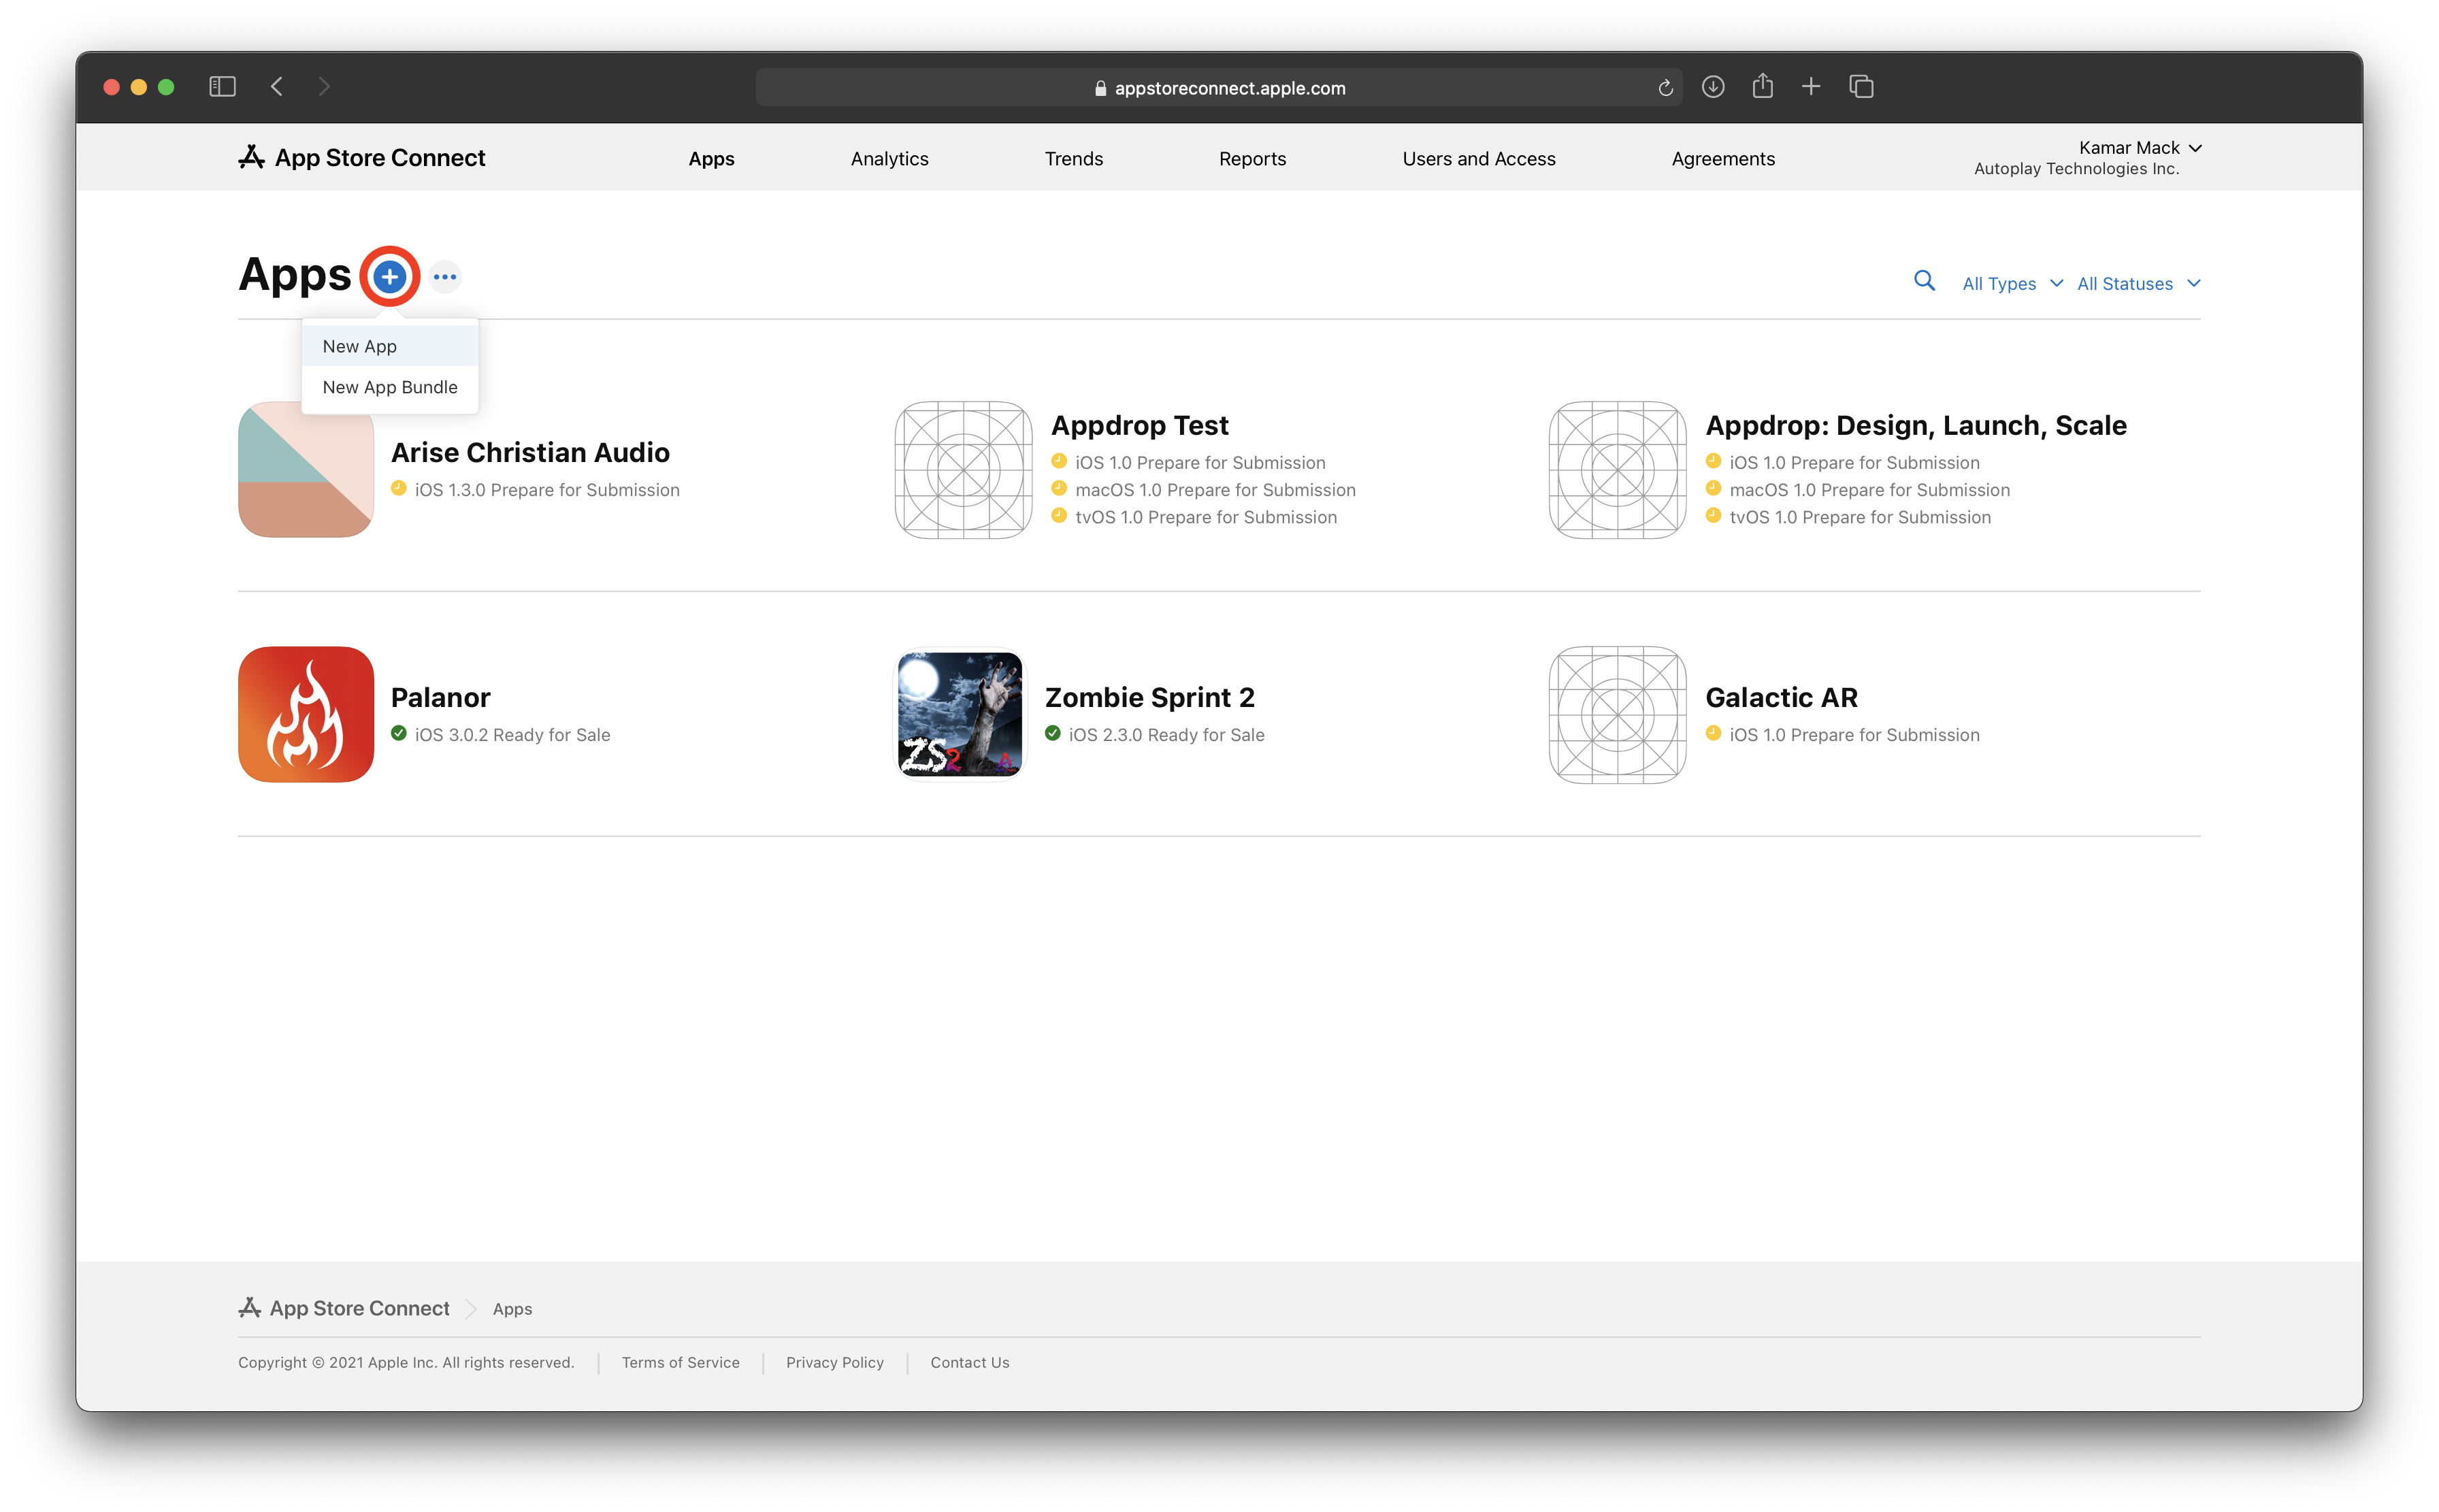 appstoreconnect.apple.com
App Store Connect
Apps
Analytics
Trends
Reports
Users and Access
Agreements
Kamar Mack
Autoplay Technologies Inc.
Apps
All Types
All Statuses
New App
New App Bundle
Arise Christian Audio
iOS 1.3.0 Prepare for Submission
Appdrop Test
iOS 1.0 Prepare for Submission
macOS 1.0 Prepare for Submission
tvOS 1.0 Prepare for Submission
Appdrop: Design, Launch, Scale
iOS 1.0 Prepare for Submission
macOS 1.0 Prepare for Submission
tvOS 1.0 Prepare for Submission
Palanor
iOS 3.0.2 Ready for Sale
ZS2
Zombie Sprint 2
iOS 2.3.0 Ready for Sale
Galactic AR
iOS 1.0 Prepare for Submission
App Store Connect
Apps
Copyright © 2021 Apple Inc. All rights reserved.
Terms of Service
Privacy Policy
Contact Us